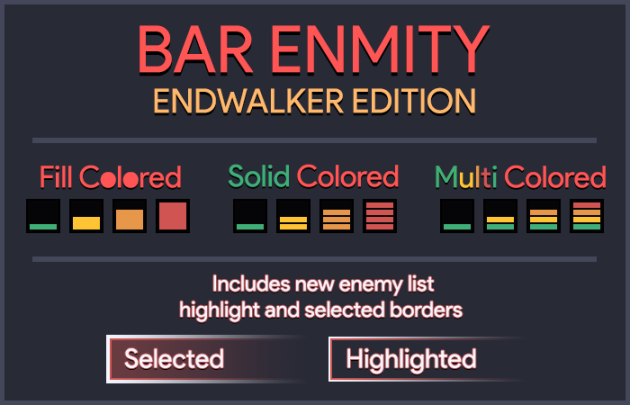 BAR ENMITY
ENDWALKER EDITION
Fill Colored
Solid Colored
Multi Colored
Includes new enemy list
highlight and selected borders
Selected
Highlighted